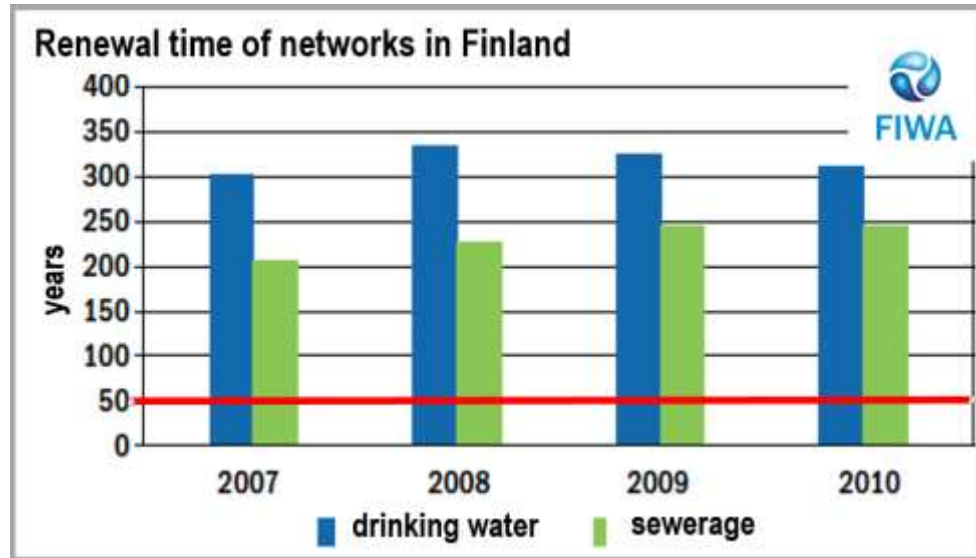 Renewal time of networks in Finland
FIWA
years
400
350
300
250
200
150
100
50
0
2007 2008 2009 2010
drinking water sewerage